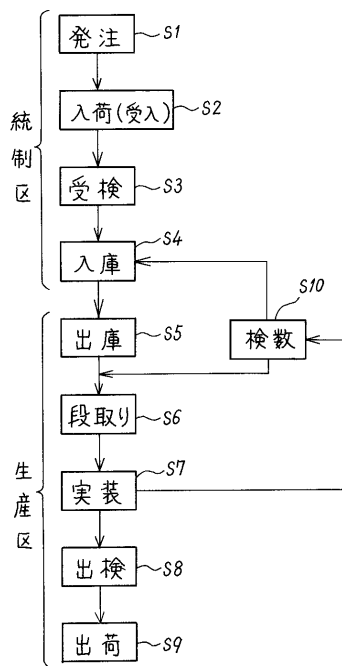 発注 S1
入荷(受入) S2
統制区
受検 S3
入庫 S4
S10
出庫 S5
検数
段取り S6
生産区
実装 S7
出検 S8
出荷 S9